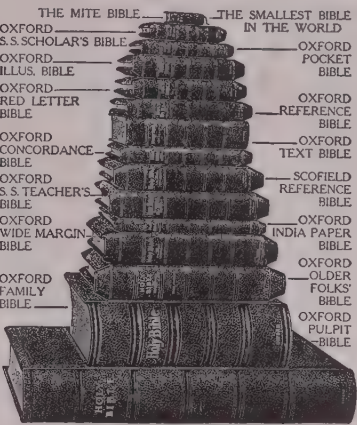 THE MITE BIBLE
THE SMALLEST BIBLE
IN THE WORLD
OXFORD
S.S. SCHOLAR'S BIBLE
OXFORD
POCKET
BIBLE
OXFORD
ILLUS. BIBLE
OXFORD
RED LETTER
BIBLE
OXFORD
REFERENCE
BIBLE
OXFORD
CONCORDANCE
BIBLE
OXFORD
TEXT BIBLE
OXFORD
S.S. TEACHER'S
BIBLE
SCOFIELD
REFERENCE
BIBLE
OXFORD
WIDE MARGIN
BIBLE
OXFORD
INDIA PAPER
BIBLE
OXFORD
OLDER
FOLKS'
BIBLE
OXFORD
FAMILY
BIBLE
OXFORD
PULPIT
BIBLE
Holy Bible
HOLY
BIBLE